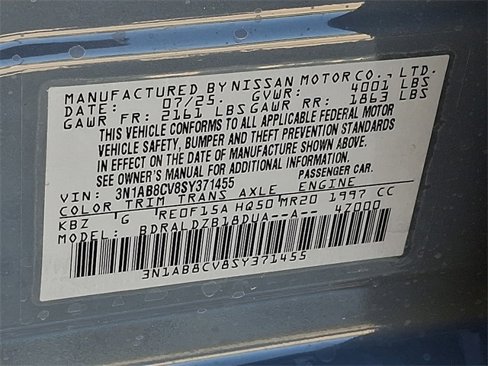 MANUFACTURED BY NISSAN MOTOR CO., LTD.
DATE: 07/25. GVWR: 4001 LBS
GAWR FR: 2161 LBS GAWR RR: 1863 LBS
THIS VEHICLE CONFORMS TO ALL APPLICABLE FEDERAL MOTOR
VEHICLE SAFETY, BUMPER AND THEFT PREVENTION STANDARDS
IN EFFECT ON THE DATE OF MANUFACTURE SHOWN ABOVE.
SEE OWNER'S MANUAL FOR ADDITIONAL INFORMATION.
VIN: 3N1AB8CV8SY371455 PASSENGER CAR.
COLOR TRIM TRANS AXLE ENGINE
KBZ G RE0F15A HQ50 MR20 1997 CC
MODEL: BDRALDZB18DUA--A-- 4Z000
3N1AB8CV8SY371455